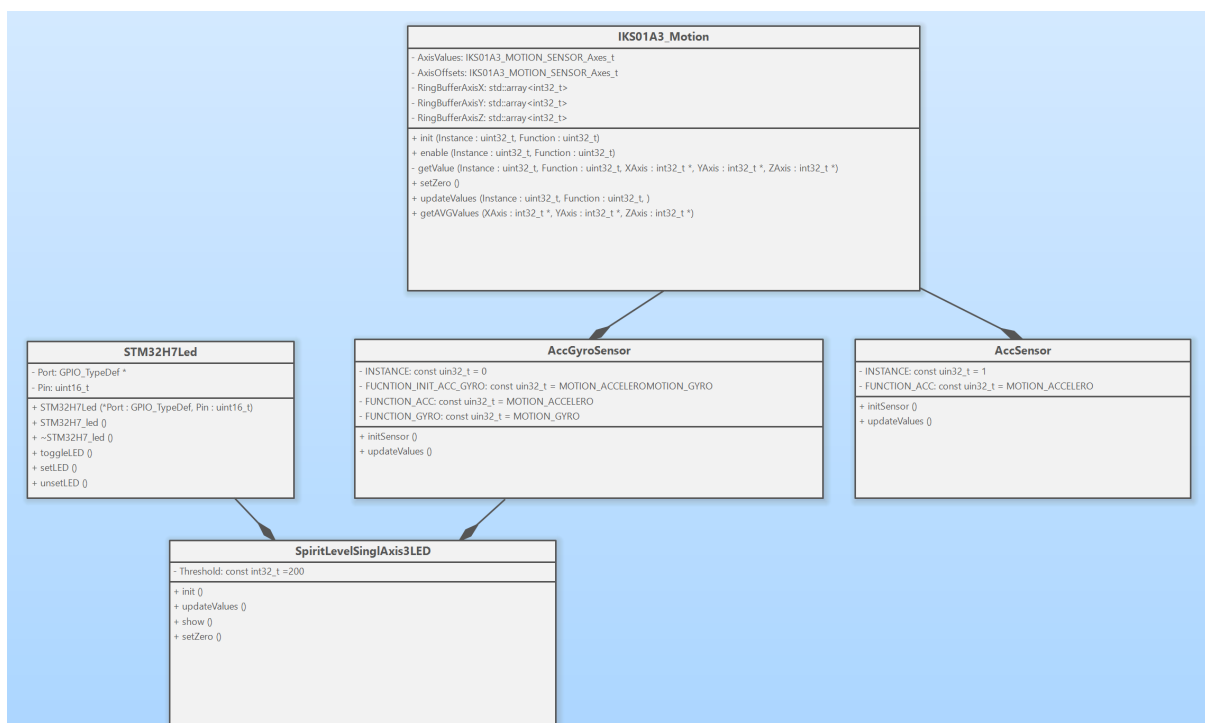 IKS01A3_Motion
- AxisValues: IKS01A3_MOTION_SENSOR_Axes_t
- AxisOffsets: IKS01A3_MOTION_SENSOR_Axes_t
- RingBufferAxisX: std::array<int32_t>
- RingBufferAxisY: std::array<int32_t>
- RingBufferAxisZ: std::array<int32_t>
+ init (Instance : uint32_t, Function : uint32_t)
+ enable (Instance : uint32_t, Function : uint32_t)
- getValue (Instance : uint32_t, Function : uint32_t, XAxis : int32_t *, YAxis : int32_t *, ZAxis : int32_t *)
+ setZero ()
+ updateValues (Instance : uint32_t, Function : uint32_t, )
+ getAVGValues (XAxis : int32_t *, YAxis : int32_t *, ZAxis : int32_t *)
STM32H7Led
- Port: GPIO_TypeDef *
- Pin: uint16_t
+ STM32H7Led (*Port : GPIO_TypeDef, Pin : uint16_t)
+ STM32H7_led ()
+ ~STM32H7_led ()
+ toggleLED ()
+ setLED ()
+ unsetLED ()
AccGyroSensor
- INSTANCE: const uin32_t = 0
- FUCNTION_INIT_ACC_GYRO: const uin32_t = MOTION_ACCELEROMOTION_GYRO
- FUNCTION_ACC: const uin32_t = MOTION_ACCELERO
- FUNCTION_GYRO: const uin32_t = MOTION_GYRO
+ initSensor ()
+ updateValues ()
AccSensor
- INSTANCE: const uin32_t = 1
- FUNCTION_ACC: const uin32_t = MOTION_ACCELERO
+ initSensor ()
+ updateValues ()
SpiritLevelSinglAxis3LED
- Threshold: const int32_t =200
+ init ()
+ updateValues ()
+ show ()
+ setZero ()